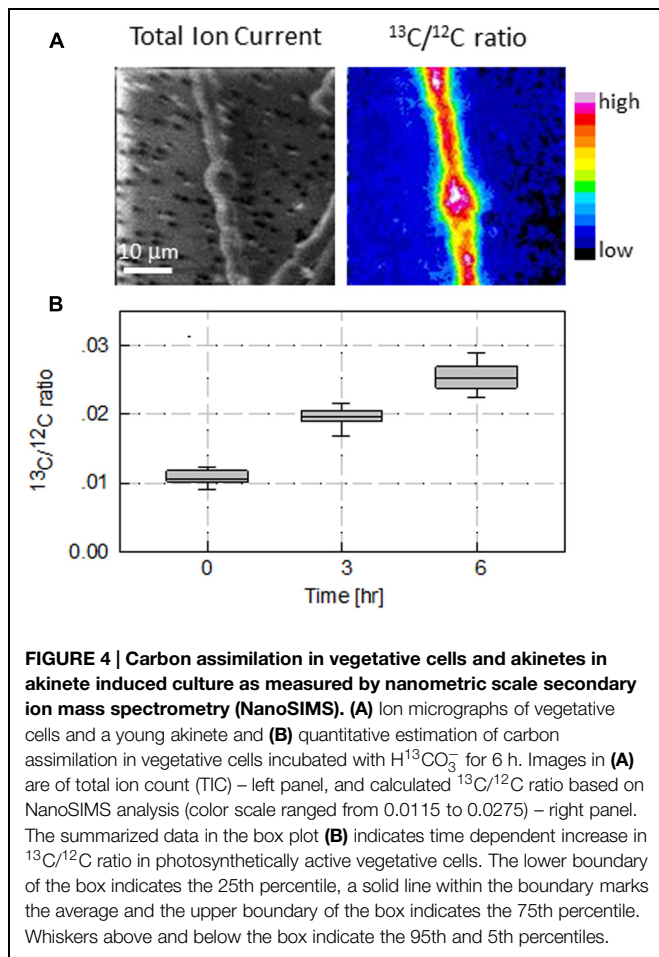 A
Total Ion Current
¹³C/¹²C ratio
high
low
10 μm
B
.03
.02
.01
0.00
¹³C/¹²C ratio
0
3
6
Time [hr]
FIGURE 4 | Carbon assimilation in vegetative cells and akinetes in
akinete induced culture as measured by nanometric scale secondary
ion mass spectrometry (NanoSIMS). (A) Ion micrographs of vegetative
cells and a young akinete and (B) quantitative estimation of carbon
assimilation in vegetative cells incubated with H¹³CO₃⁻ for 6 h. Images in (A)
are of total ion count (TIC) – left panel, and calculated ¹³C/¹²C ratio based on
NanoSIMS analysis (color scale ranged from 0.0115 to 0.0275) – right panel.
The summarized data in the box plot (B) indicates time dependent increase in
¹³C/¹²C ratio in photosynthetically active vegetative cells. The lower boundary
of the box indicates the 25th percentile, a solid line within the boundary marks
the average and the upper boundary of the box indicates the 75th percentile.
Whiskers above and below the box indicate the 95th and 5th percentiles.